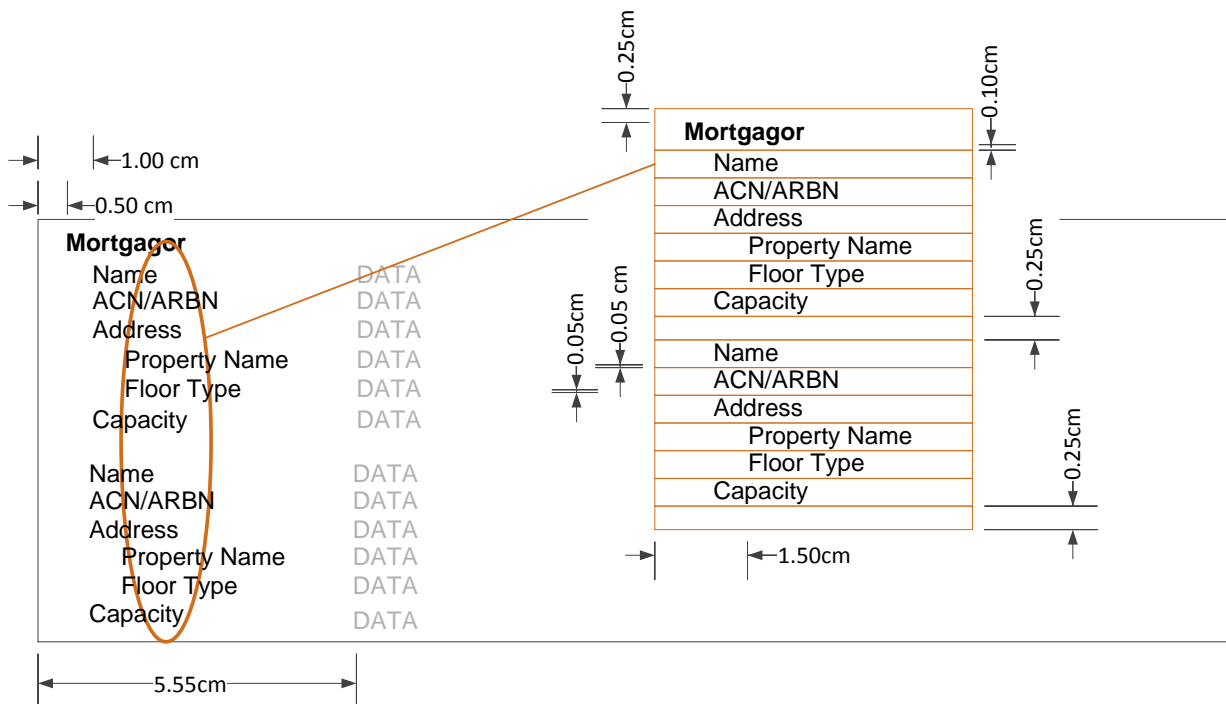 0.25cm
0.10cm
Mortgagor
1.00 cm
Name
ACN/ARBN
0.50 cm
Address
Property Name
Floor Type
Capacity
0.25cm
Name
ACN/ARBN
Address
Property Name
Floor Type
Capacity
0.25cm
1.50cm
0.05 cm
0.05cm
Mortgagor
Name DATA
ACN/ARBN DATA
Address DATA
Property Name DATA
Floor Type DATA
Capacity DATA
Name DATA
ACN/ARBN DATA
Address DATA
Property Name DATA
Floor Type DATA
Capacity DATA
5.55cm